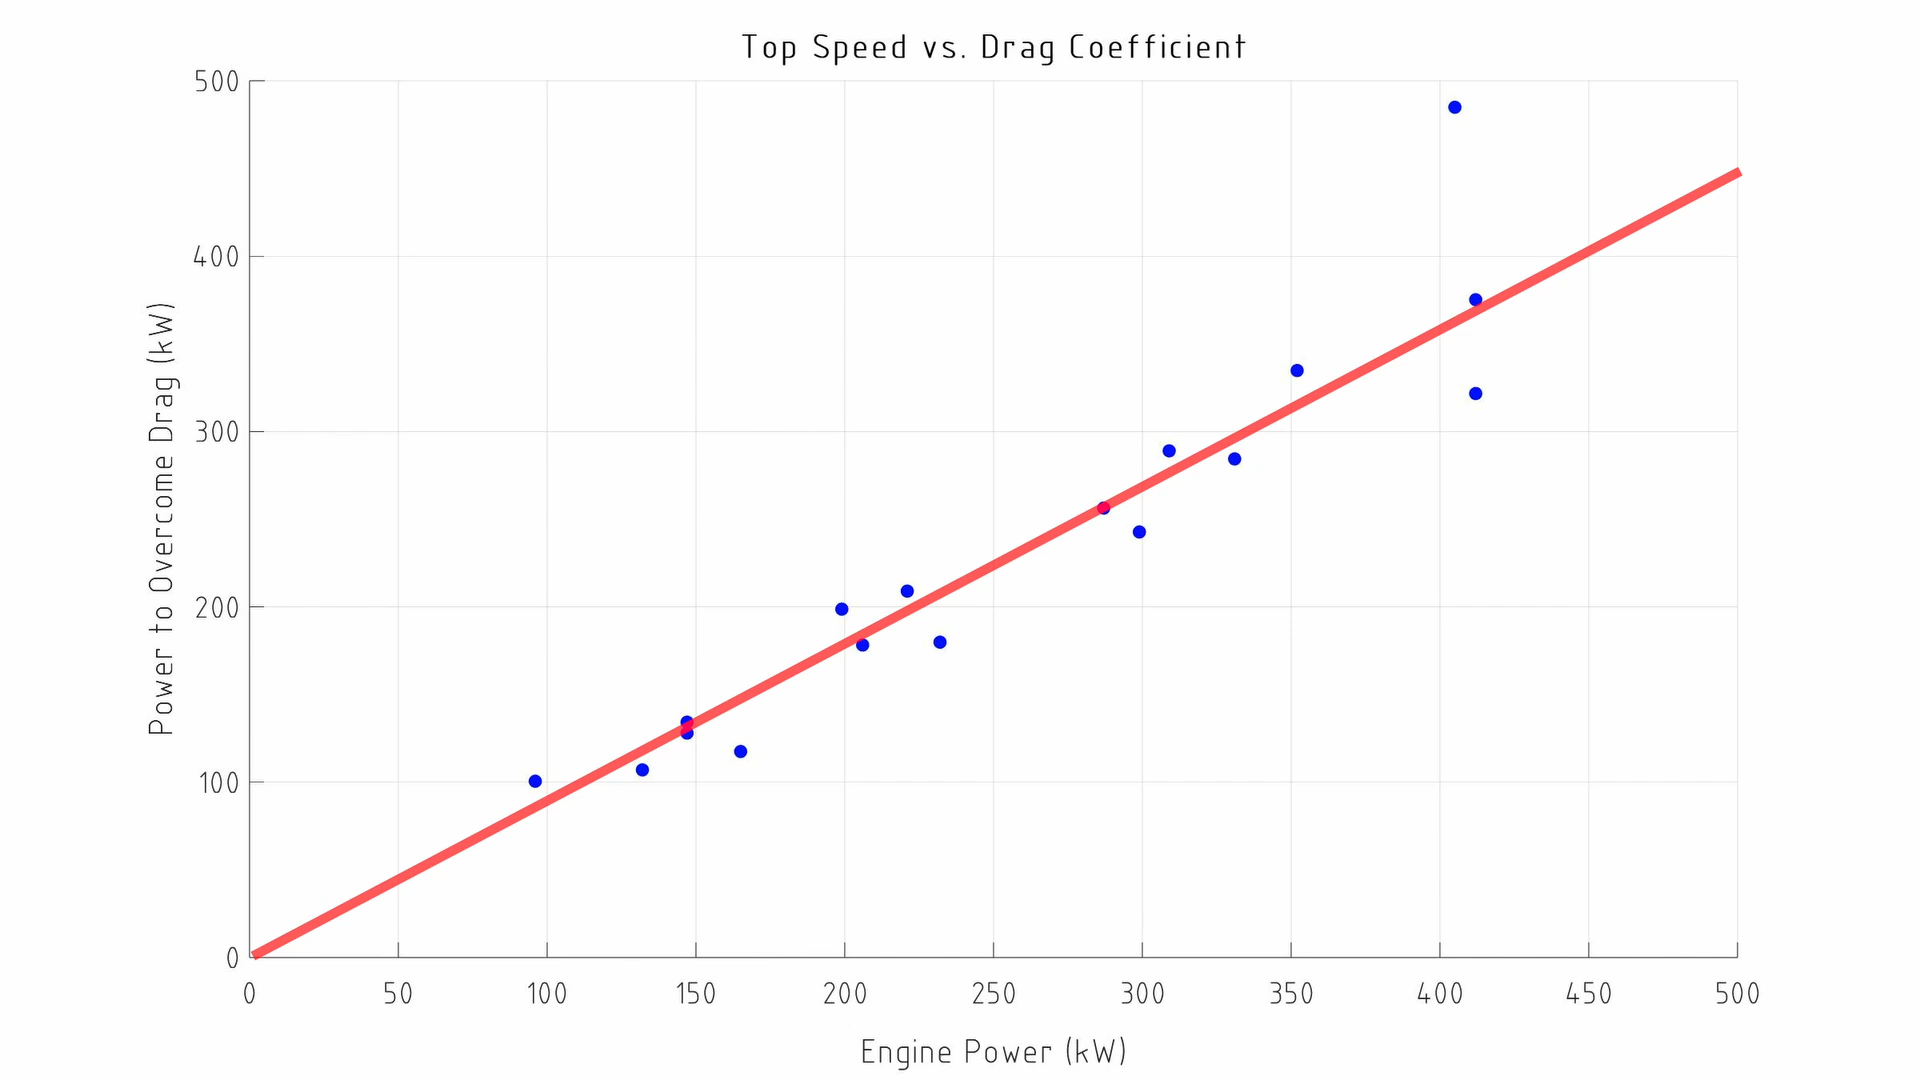 Top Speed vs. Drag Coefficient
500
400
300
200
100
0
Power to Overcome Drag (kW)
0 50 100 150 200 250 300 350 400 450 500
Engine Power (kW)